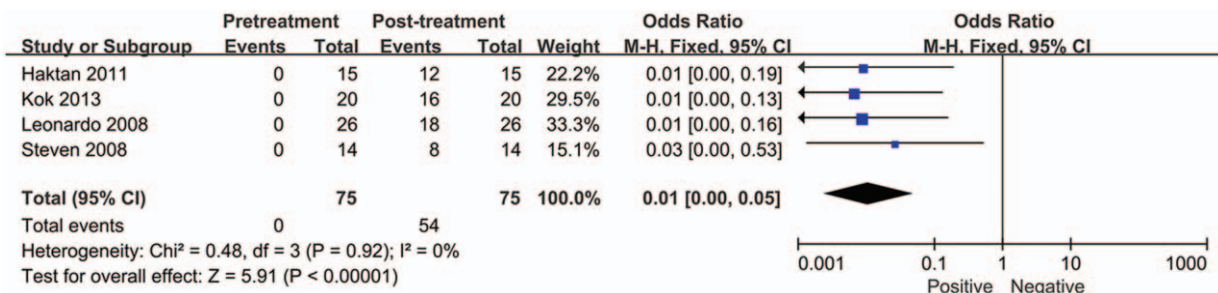 Pretreatment Post-treatment Odds Ratio Odds Ratio
Study or Subgroup Events Total Events Total Weight M-H, Fixed, 95% CI M-H, Fixed, 95% CI
Haktan 2011 0 15 12 15 22.2% 0.01 [0.00, 0.19]
Kok 2013 0 20 16 20 29.5% 0.01 [0.00, 0.13]
Leonardo 2008 0 26 18 26 33.3% 0.01 [0.00, 0.16]
Steven 2008 0 14 8 14 15.1% 0.03 [0.00, 0.53]
Total (95% CI) 75 75 100.0% 0.01 [0.00, 0.05]
Total events 0 54
Heterogeneity: Chi² = 0.48, df = 3 (P = 0.92); I² = 0%
Test for overall effect: Z = 5.91 (P < 0.00001)
0.001 0.1 1 10 1000
Positive Negative